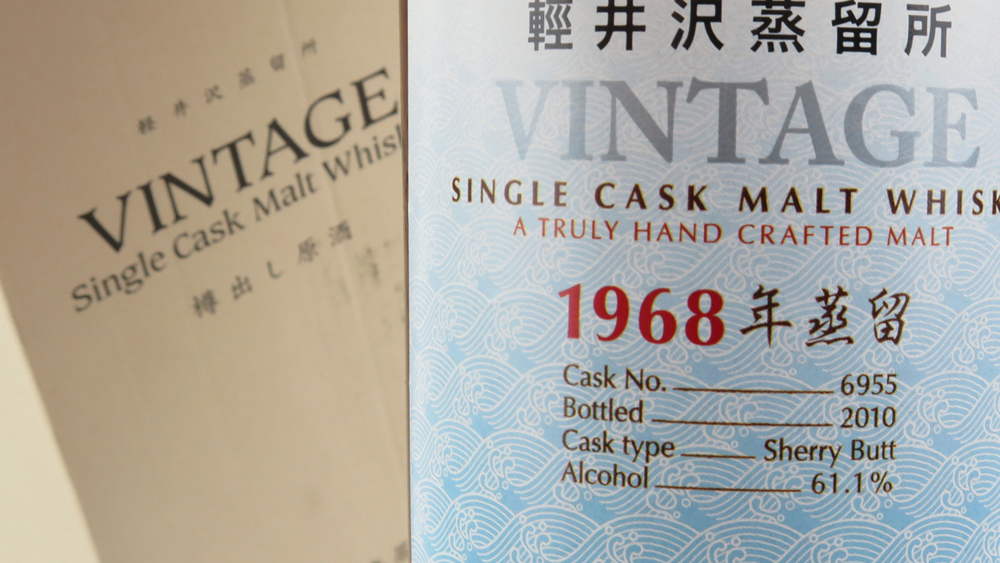 軽井沢蒸留所
VINTAGE
Single Cask Malt Whis
樽出し原酒
輕井沢蒸留所
VINTAGE
SINGLE CASK MALT WHISK
A TRULY HAND CRAFTED MALT
1968年蒸留
Cask No. 6955
Bottled 2010
Cask type Sherry Butt
Alcohol 61.1%